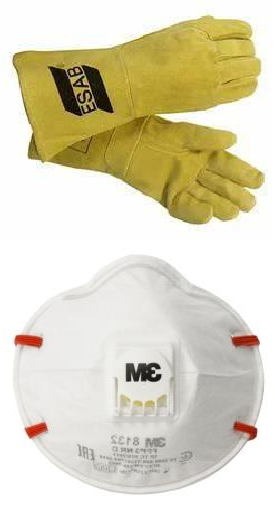 ESAB
3M
3M 8132
FFP3 NR D
EAC